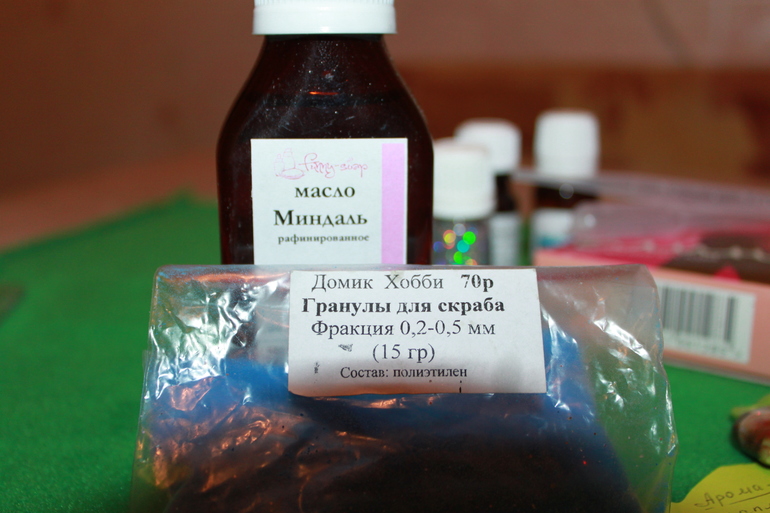 масло
Миндаль
рафинированное
Домик Хобби 70р
Гранулы для скраба
Фракция 0,2-0,5 мм
(15 гр)
Состав: полиэтилен
"Арома